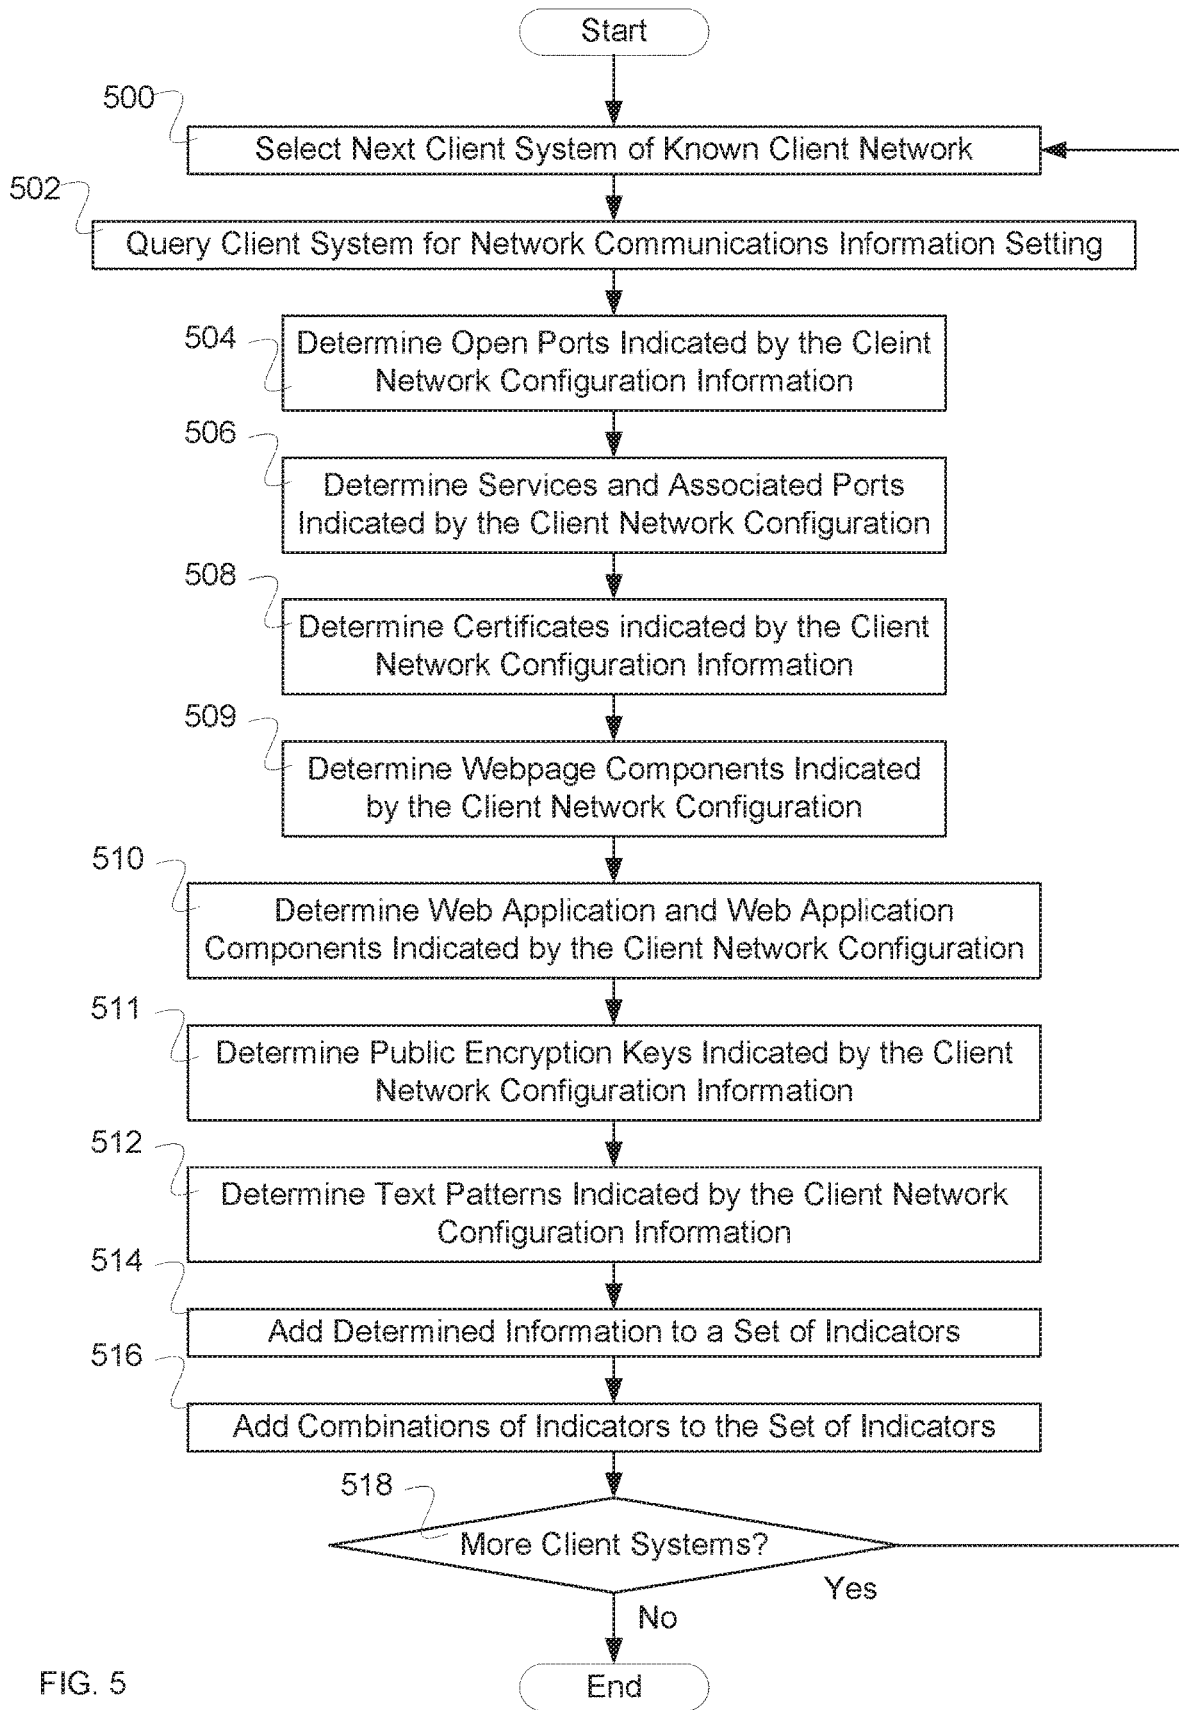 Start
500
Select Next Client System of Known Client Network
502
Query Client System for Network Communications Information Setting
504
Determine Open Ports Indicated by the Cleint
Network Configuration Information
506
Determine Services and Associated Ports
Indicated by the Client Network Configuration
508
Determine Certificates indicated by the Client
Network Configuration Information
509
Determine Webpage Components Indicated
by the Client Network Configuration
510
Determine Web Application and Web Application
Components Indicated by the Client Network Configuration
511
Determine Public Encryption Keys Indicated by the Client
Network Configuration Information
512
Determine Text Patterns Indicated by the Client Network
Configuration Information
514
Add Determined Information to a Set of Indicators
516
Add Combinations of Indicators to the Set of Indicators
518
More Client Systems?
Yes
No
End
FIG. 5